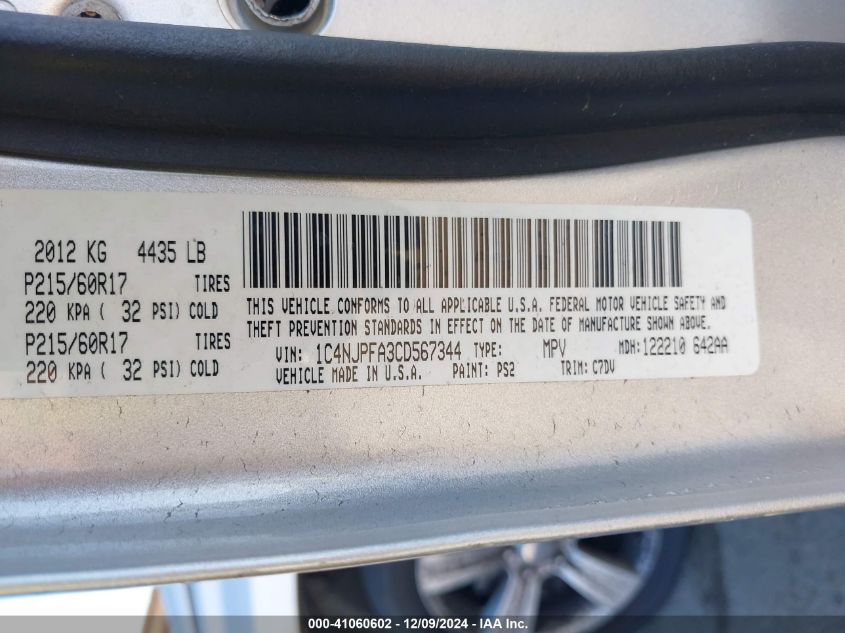 2012 KG 4435 LB
P215/60R17 TIRES
220 KPA ( 32 PSI) COLD
P215/60R17 TIRES
220 KPA ( 32 PSI) COLD
THIS VEHICLE CONFORMS TO ALL APPLICABLE U.S.A. FEDERAL MOTOR VEHICLE SAFETY AND
THEFT PREVENTION STANDARDS IN EFFECT ON THE DATE OF MANUFACTURE SHOWN ABOVE.
VIN: 1C4NJPFA3CD567344 TYPE: MPV MDH: 122210 642AA
VEHICLE MADE IN U.S.A. PAINT: PS2 TRIM: C7DV
000-41060602 - 12/09/2024 - IAA Inc.